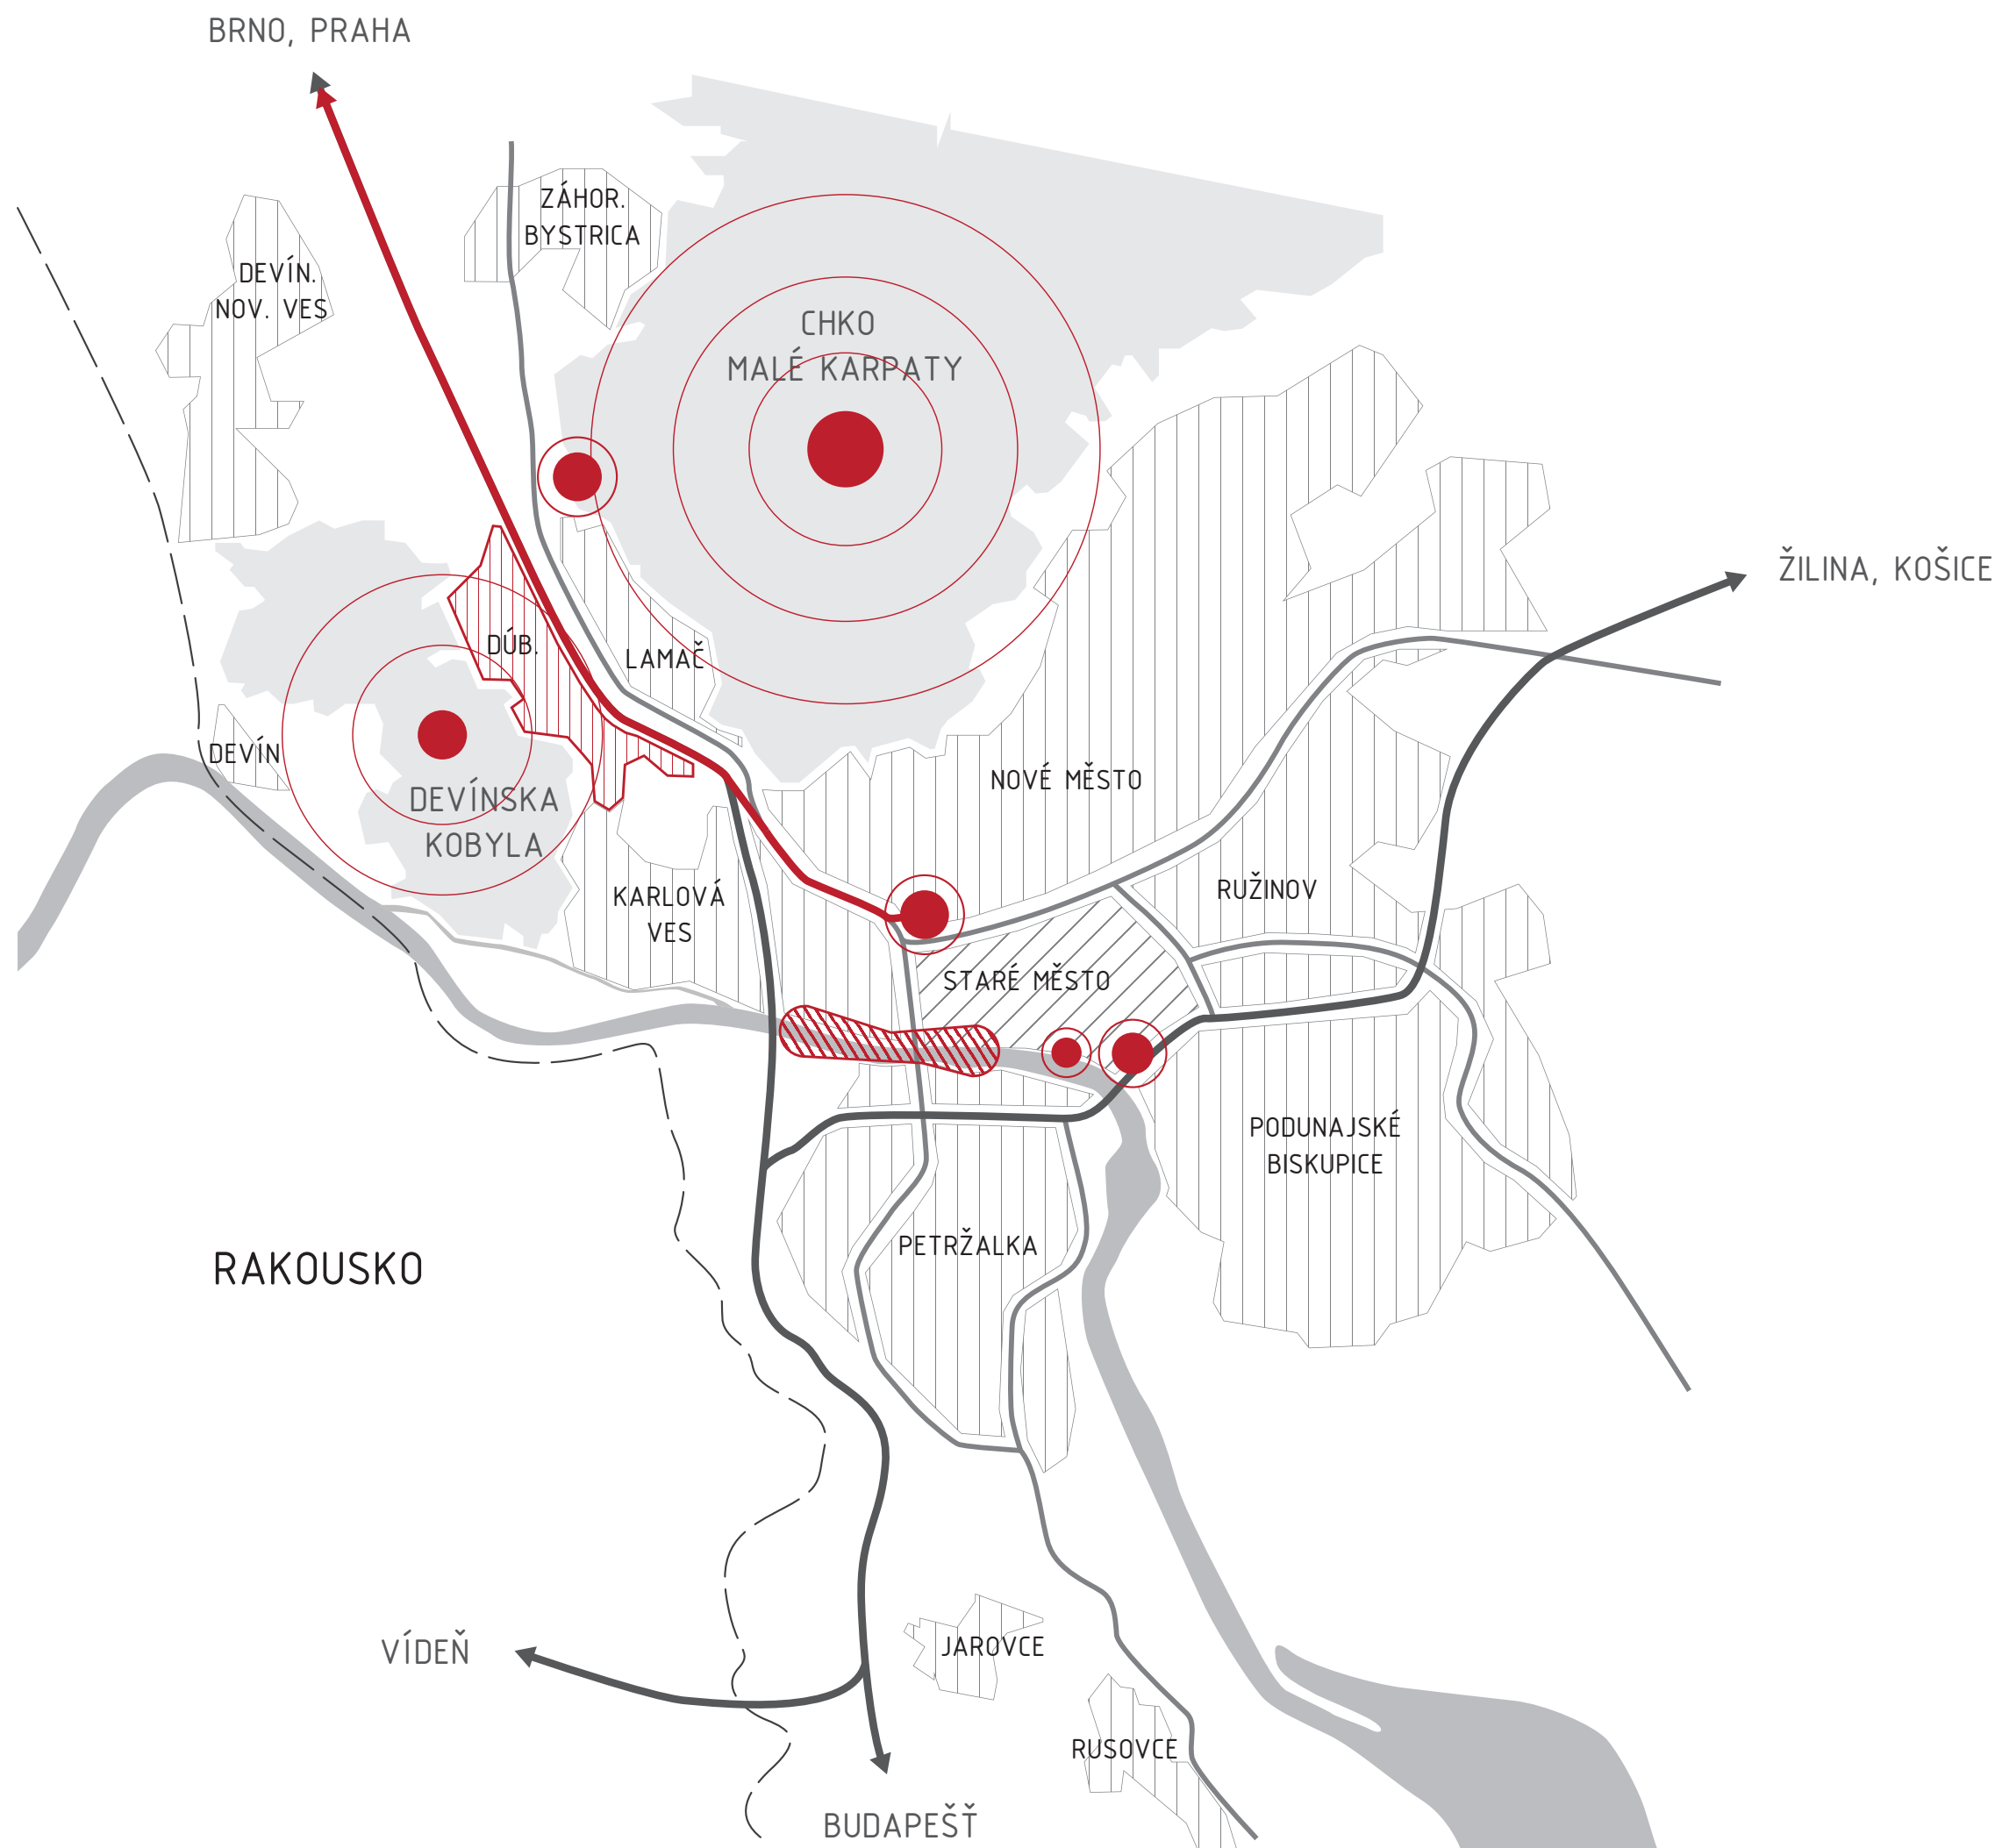 BRNO, PRAHA
ZÁHOR.
BYSTRICA
DEVÍN.
NOV. VES
CHKO
MALÉ KARPATY
ŽILINA, KOŠICE
DÚB.
LAMAČ
DEVÍN
NOVÉ MĚSTO
DEVÍNSKA
KOBYLA
KARLOVÁ
VES
RUŽINOV
STARÉ MĚSTO
PODUNAJSKÉ
BISKUPICE
PETRŽALKA
RAKOUSKO
VÍDEŇ
JAROVCE
RUSOVCE
BUDAPEŠŤ